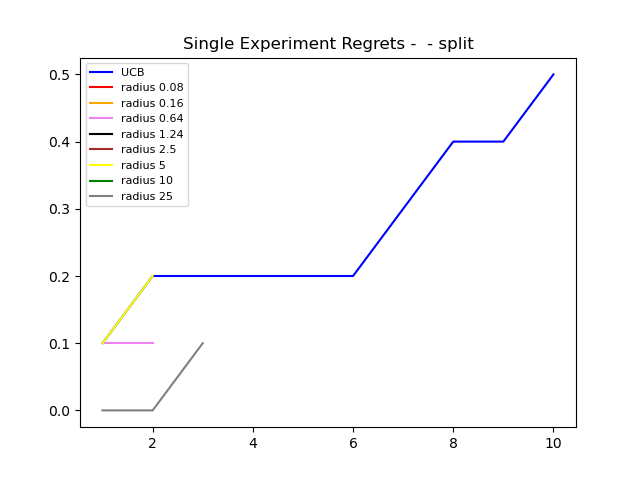 Single Experiment Regrets -  - split
UCB
radius 0.08
radius 0.16
radius 0.64
radius 1.24
radius 2.5
radius 5
radius 10
radius 25
0.5
0.4
0.3
0.2
0.1
0.0
2 4 6 8 10